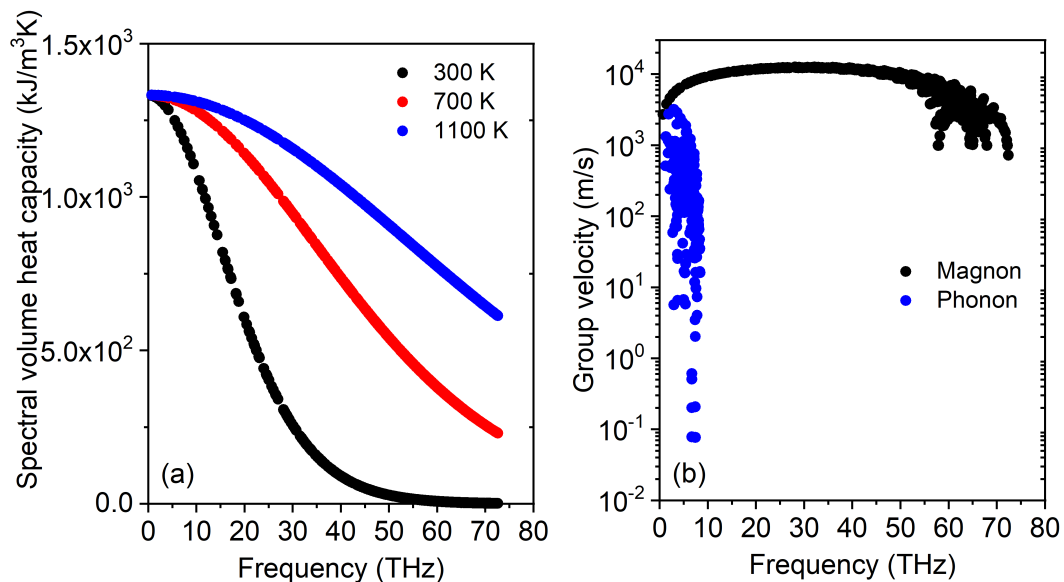 Spectral volume heat capacity (kJ/m³K)
1.5x10³
1.0x10³
5.0x10²
0.0
300 K
700 K
1100 K
(a)
0 10 20 30 40 50 60 70 80
Frequency (THz)
Group velocity (m/s)
10⁴
10³
10²
10¹
10⁰
10⁻¹
10⁻²
Magnon
Phonon
(b)
0 10 20 30 40 50 60 70 80
Frequency (THz)